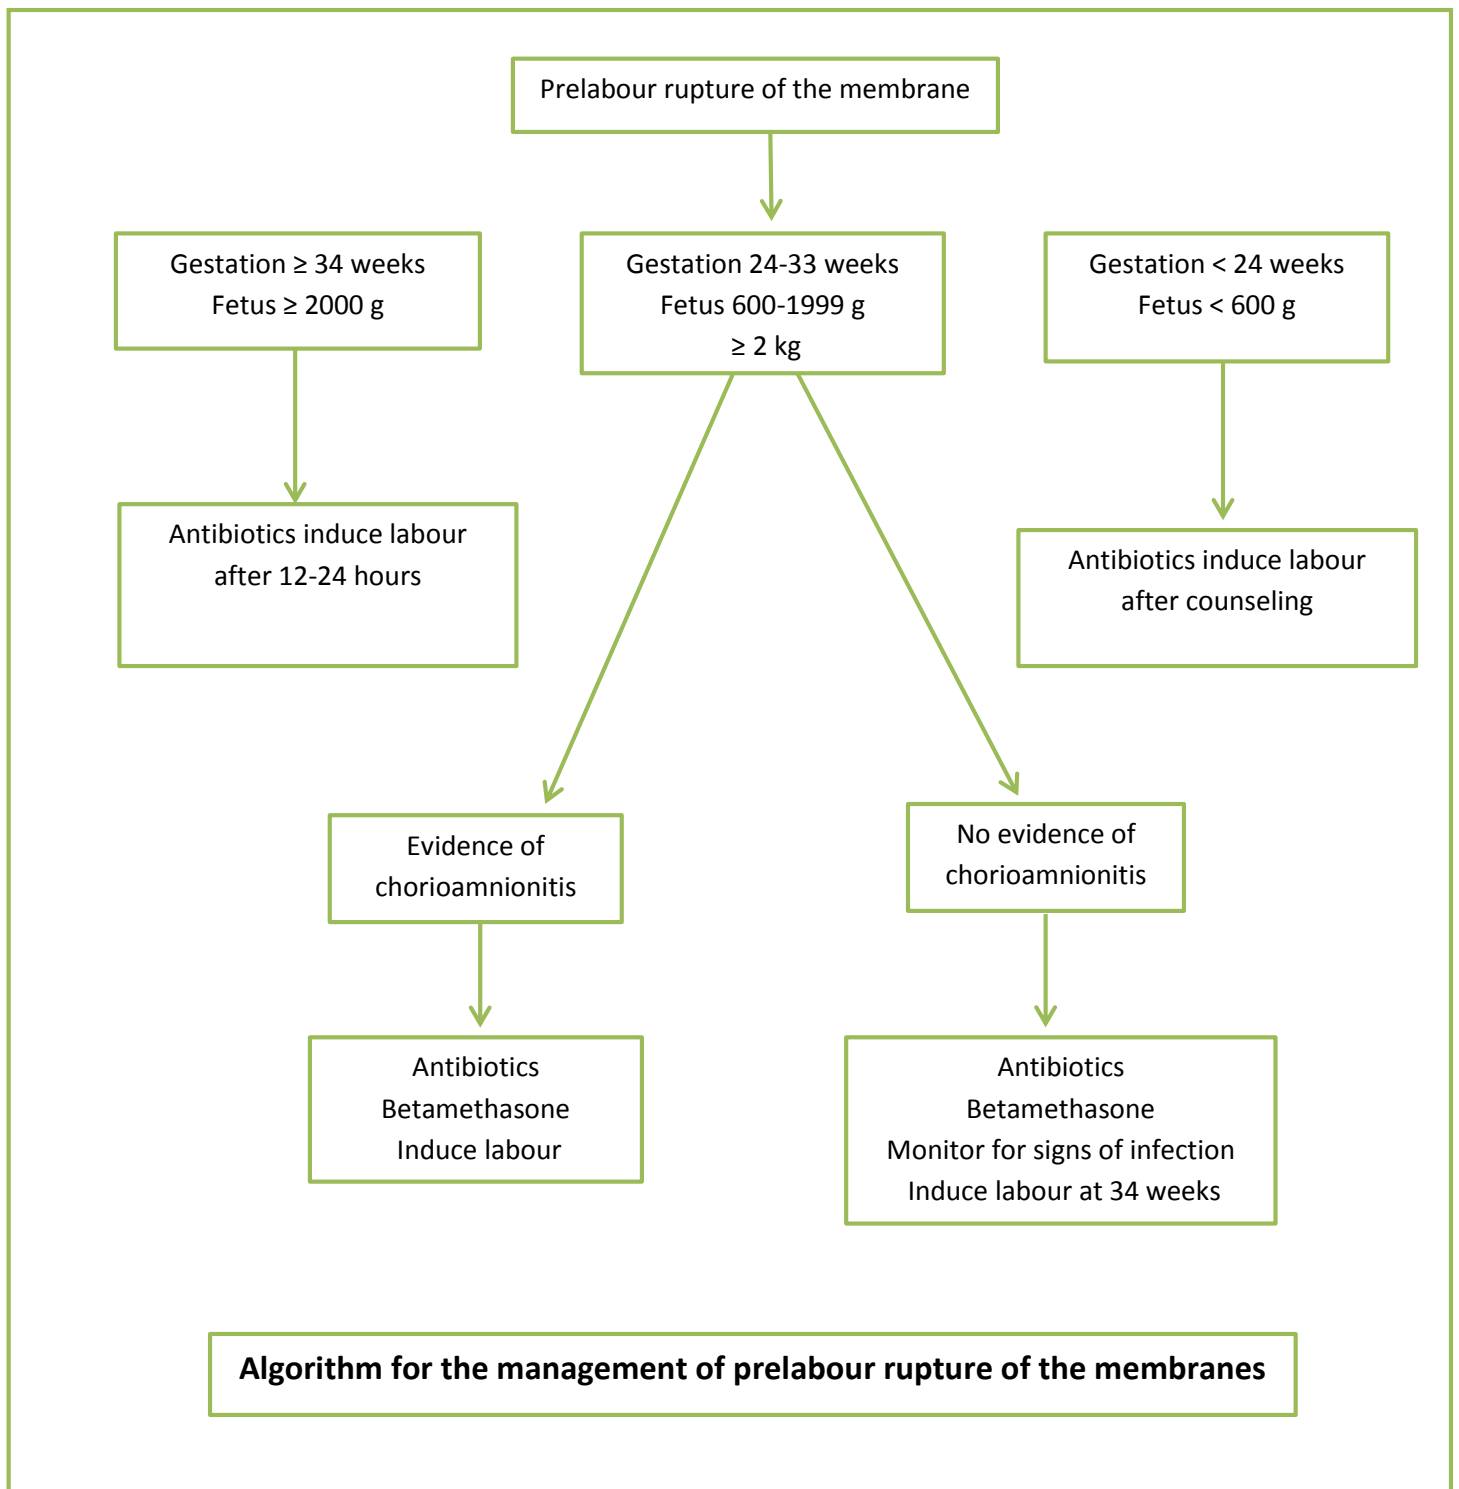 Prelabour rupture of the membrane
Gestation ≥ 34 weeks
Fetus ≥ 2000 g
Gestation 24-33 weeks
Fetus 600-1999 g
≥ 2 kg
Gestation < 24 weeks
Fetus < 600 g
Antibiotics induce labour
after 12-24 hours
Antibiotics induce labour
after counseling
Evidence of
chorioamnionitis
No evidence of
chorioamnionitis
Antibiotics
Betamethasone
Induce labour
Antibiotics
Betamethasone
Monitor for signs of infection
Induce labour at 34 weeks
Algorithm for the management of prelabour rupture of the membranes